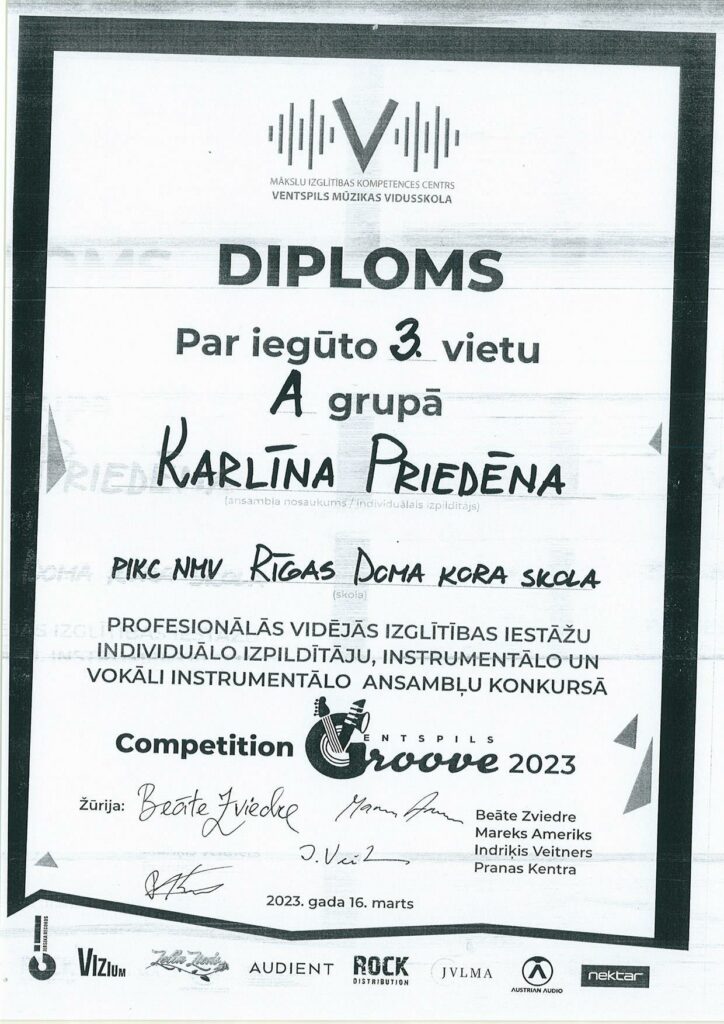 MĀKSLU IZGLĪTĪBAS KOMPETENCES CENTRS
VENTSPILS MŪZIKAS VIDUSSKOLA
DIPLOMS
Par iegūto 3. vietu
A grupā
KARLĪNA PRIEDĒNA
(ansambļa nosaukums / individuālais izpildītājs)
PIKC NMV RĪGAS DOMA KORA SKOLA
(skola)
PROFESIONĀLĀS VIDĒJĀS IZGLĪTĪBAS IESTĀŽU
INDIVIDUĀLO IZPILDĪTĀJU, INSTRUMENTĀLO UN
VOKĀLI INSTRUMENTĀLO ANSAMBĻU KONKURSĀ
Competition VENTSPILS Groove 2023
Žūrija: Beāte Zviedre
Beāte Zviedre
Mareks Ameriks
Indriķis Veitners
Pranas Kentra
2023. gada 16. marts
VIZIUM
AUDIENT
ROCK
DISTRIBUTION
JVLMA
AUSTRIAN AUDIO
nektar